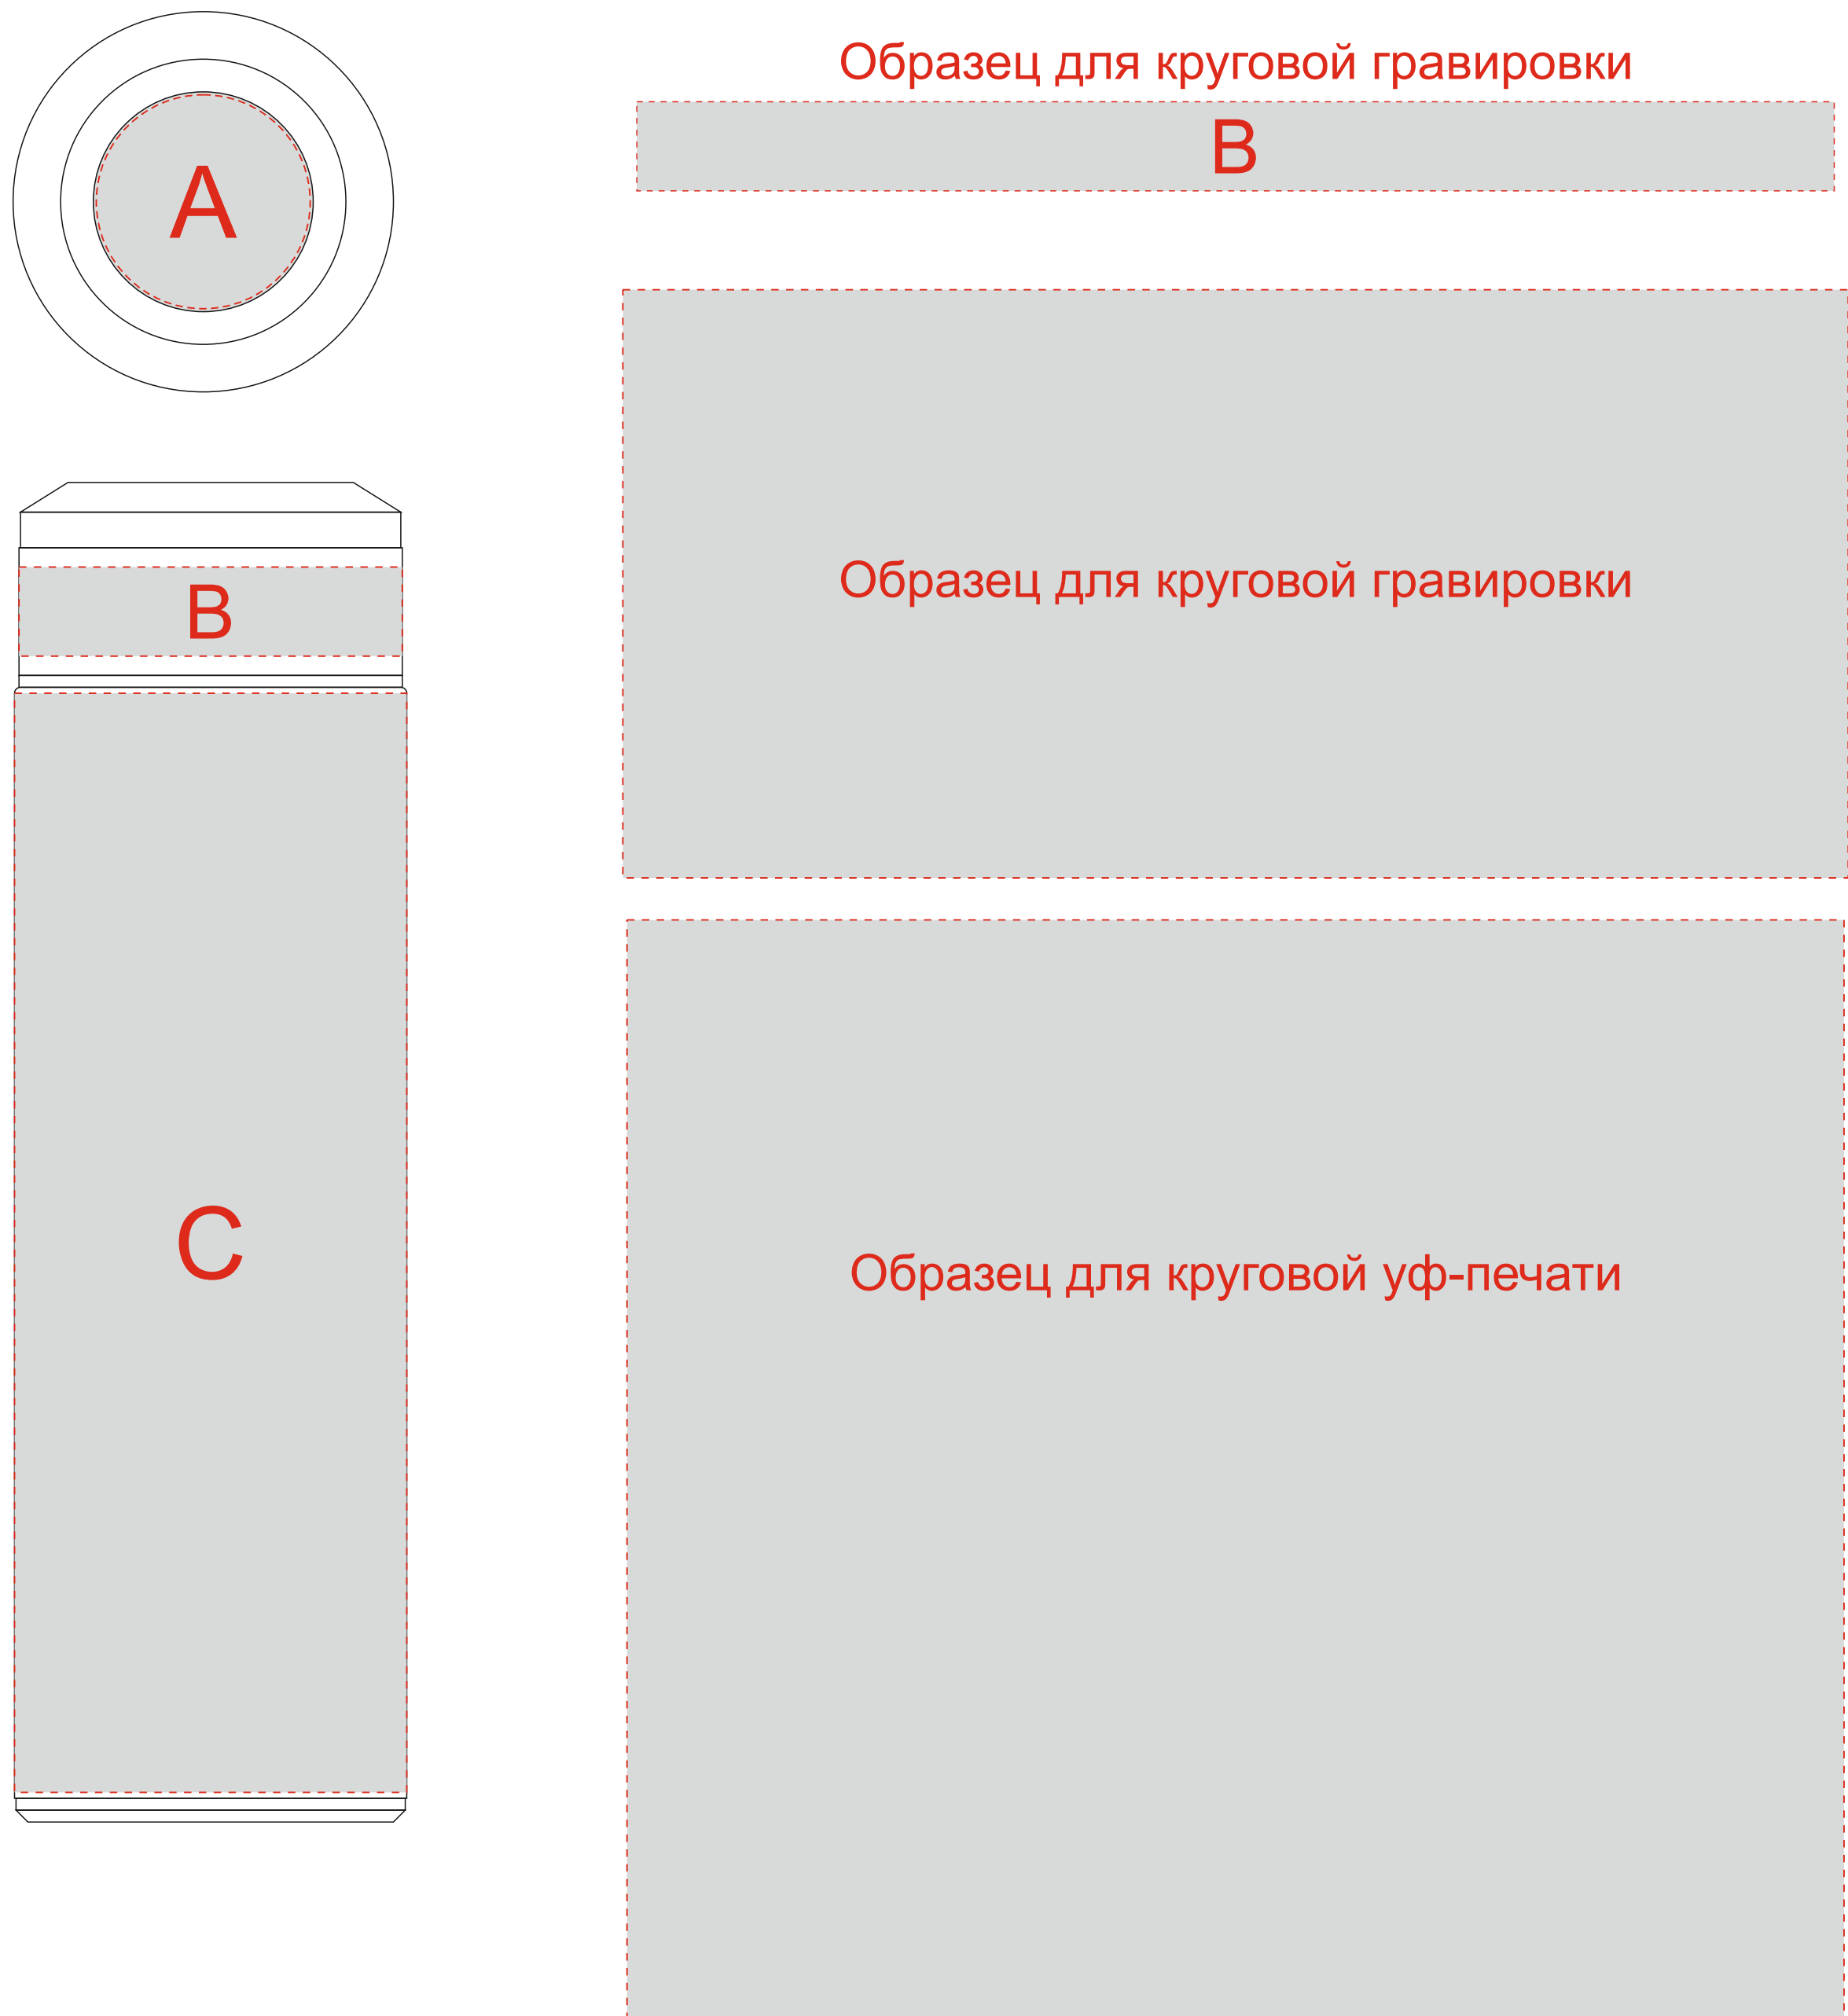 A
Образец для круговой гравировки
B
B
Образец для круговой гравировки
C
Образец для круговой уф-печати